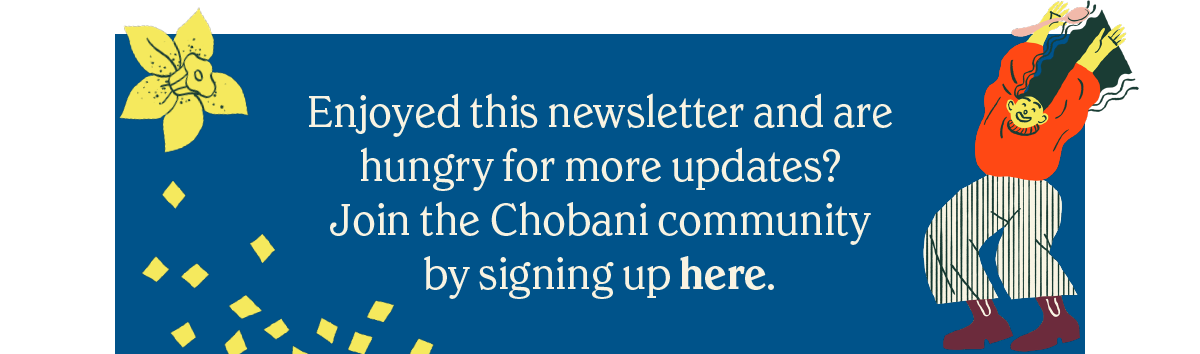 Enjoyed this newsletter and are
hungry for more updates?
Join the Chobani community
by signing up here.